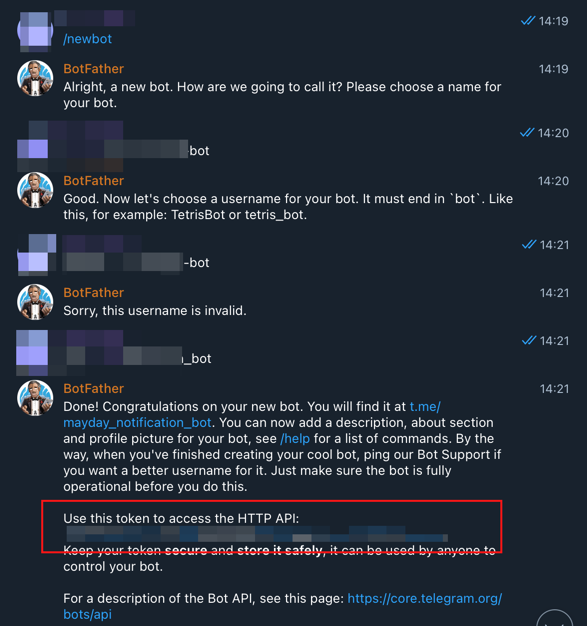 14:19
/newbot
BotFather 14:19
Alright, a new bot. How are we going to call it? Please choose a name for
your bot.
14:20
bot
BotFather 14:20
Good. Now let's choose a username for your bot. It must end in `bot`. Like
this, for example: TetrisBot or tetris_bot.
14:21
-bot
BotFather 14:21
Sorry, this username is invalid.
14:21
_bot
BotFather 14:21
Done! Congratulations on your new bot. You will find it at t.me/
mayday_notification_bot. You can now add a description, about section
and profile picture for your bot, see /help for a list of commands. By the
way, when you've finished creating your cool bot, ping our Bot Support if
you want a better username for it. Just make sure the bot is fully
operational before you do this.
Use this token to access the HTTP API:
Keep your token secure and store it safely, it can be used by anyone to
control your bot.
For a description of the Bot API, see this page: https://core.telegram.org/
bots/api